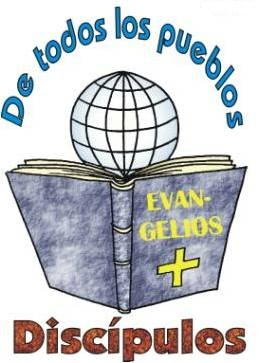 De todos los pueblos
EVAN-
GELIOS
Discípulos